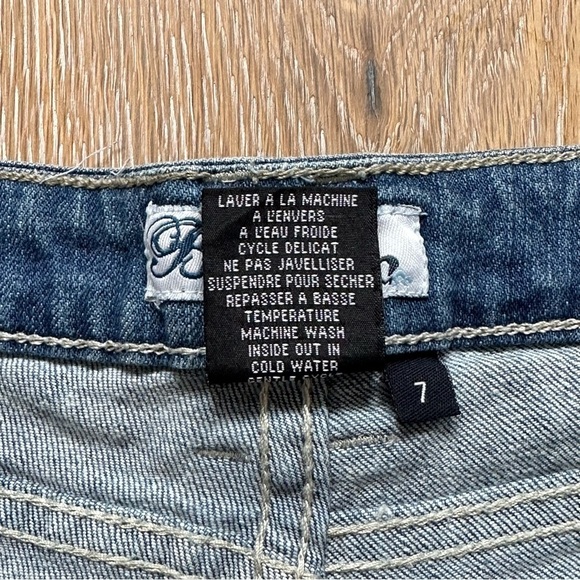 LAVER A LA MACHINE
A L'ENVERS
A L'EAU FROIDE
CYCLE DELICAT
NE PAS JAVELLISER
SUSPENDRE POUR SECHER
REPASSER A BASSE
TEMPERATURE
MACHINE WASH
INSIDE OUT IN
COLD WATER
7